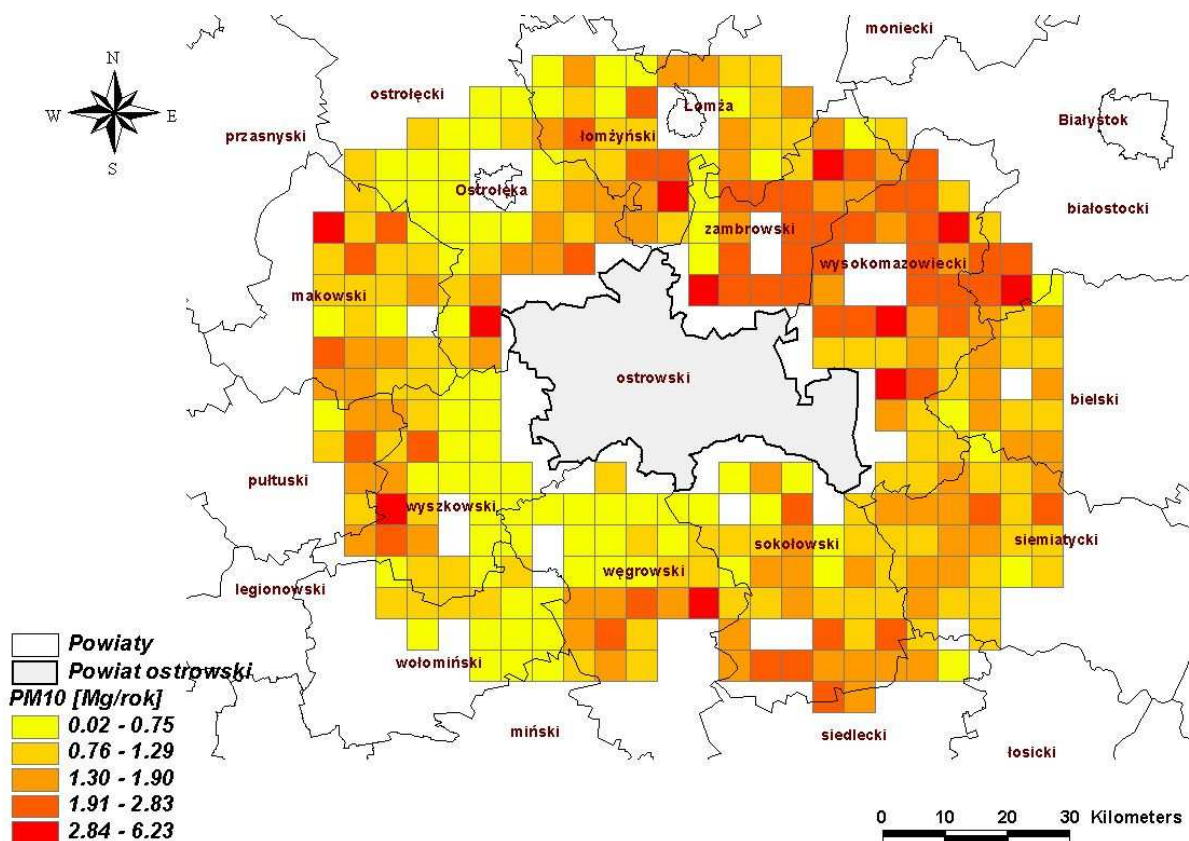 moniecki
N
W E
S
ostrołęcki
Łomża
Białystok
przasnyski
łomżyński
Ostrołęka
białostocki
zambrowski
wysokomazowiecki
makowski
ostrowski
bielski
pułtuski
wyszkowski
sokołowski
siemiatycki
węgrowski
legionowski
Powiaty
Powiat ostrowski
wołomiński
PM10 [Mg/rok]
0.02 - 0.75
0.76 - 1.29
1.30 - 1.90
1.91 - 2.83
2.84 - 6.23
miński
siedlecki
łosicki
0 10 20 30 Kilometers